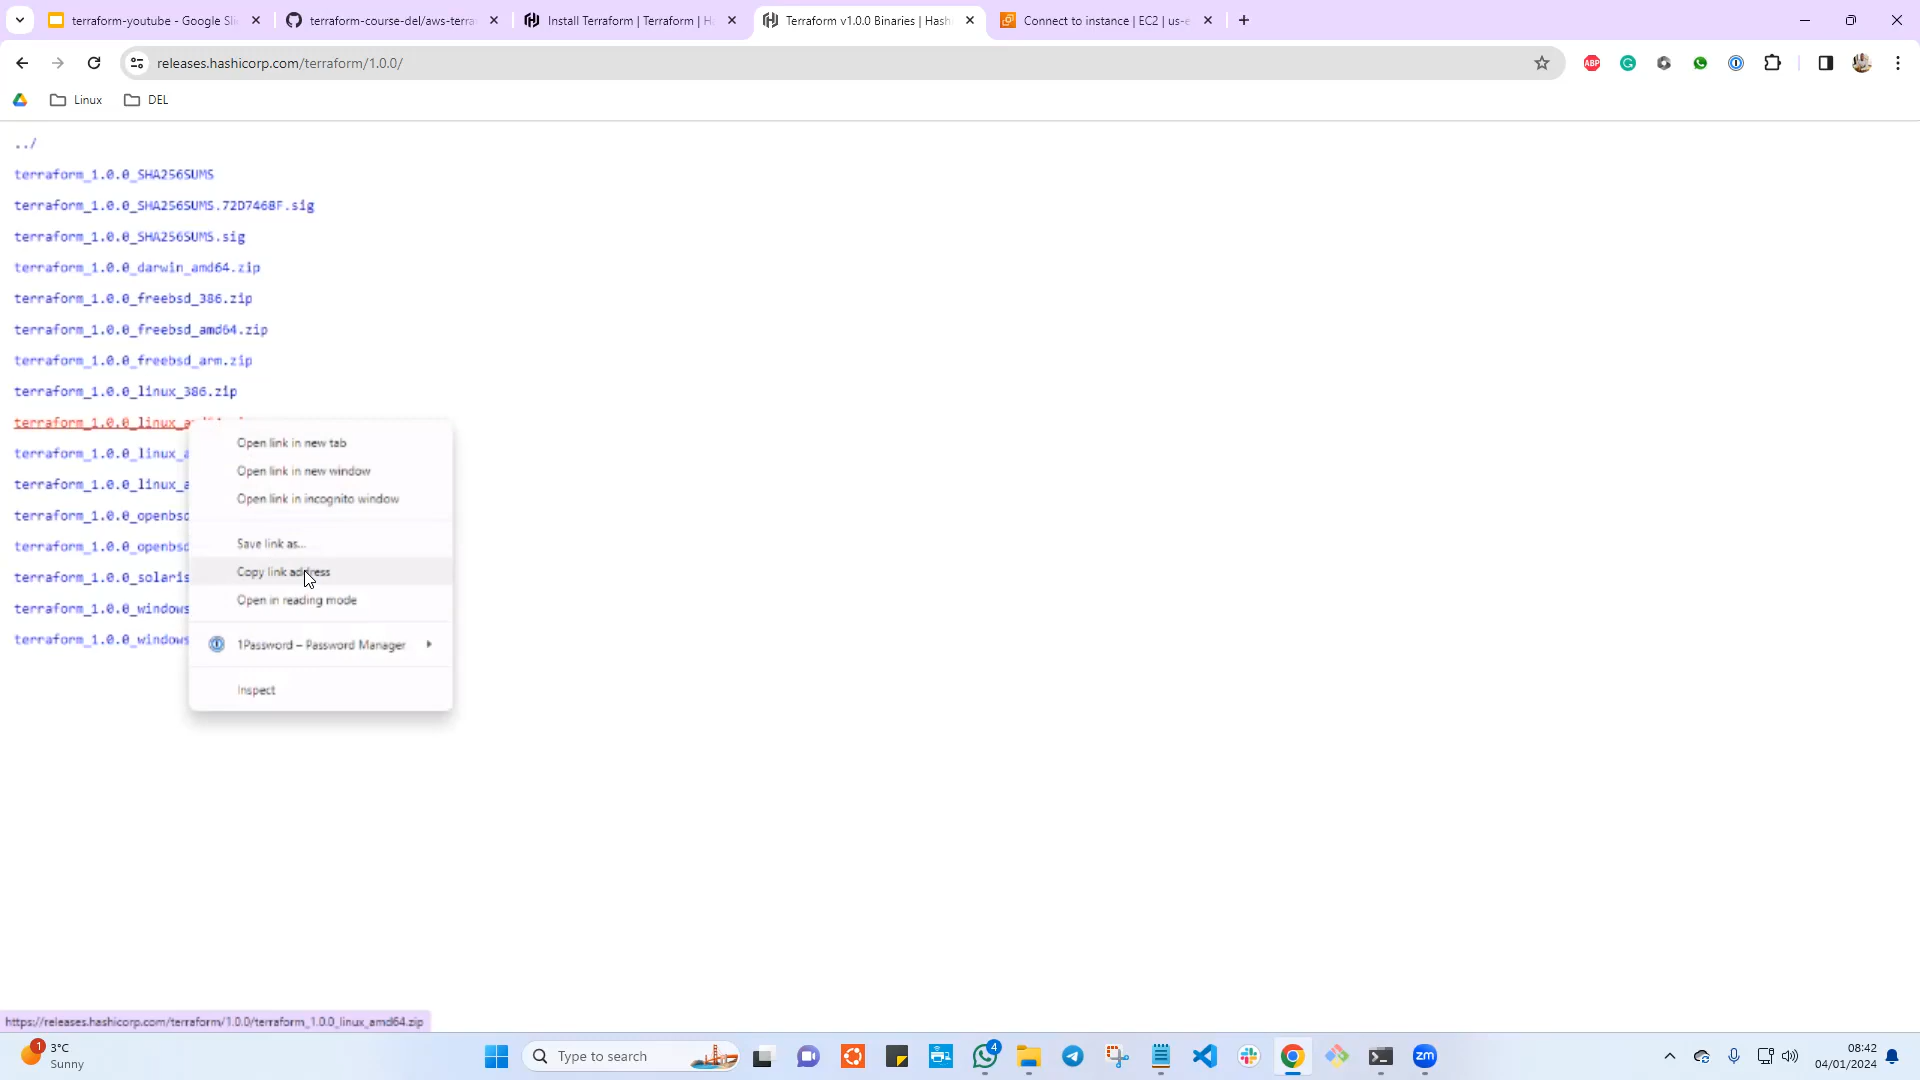 terraform-youtube - Google Sli
terraform-course-del/aws-terra
Install Terraform | Terraform | H
Terraform v1.0.0 Binaries | Hash
Connect to instance | EC2 | us-e
releases.hashicorp.com/terraform/1.0.0/
ABP
Linux
DEL
../
terraform_1.0.0_SHA256SUMS
terraform_1.0.0_SHA256SUMS.72D7468F.sig
terraform_1.0.0_SHA256SUMS.sig
terraform_1.0.0_darwin_amd64.zip
terraform_1.0.0_freebsd_386.zip
terraform_1.0.0_freebsd_amd64.zip
terraform_1.0.0_freebsd_arm.zip
terraform_1.0.0_linux_386.zip
terraform_1.0.0_linux_a
terraform_1.0.0_linux_a
terraform_1.0.0_linux_a
terraform_1.0.0_openbsd
terraform_1.0.0_openbsd
terraform_1.0.0_solaris
terraform_1.0.0_windows
terraform_1.0.0_windows
Open link in new tab
Open link in new window
Open link in incognito window
Save link as...
Copy link address
Open in reading mode
1Password – Password Manager
Inspect
https://releases.hashicorp.com/terraform/1.0.0/terraform_1.0.0_linux_amd64.zip
1
3°C
Sunny
Type to search
4
zm
08:42
04/01/2024